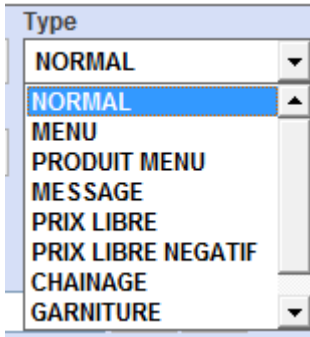 Type
NORMAL
NORMAL
MENU
PRODUIT MENU
MESSAGE
PRIX LIBRE
PRIX LIBRE NEGATIF
CHAINAGE
GARNITURE